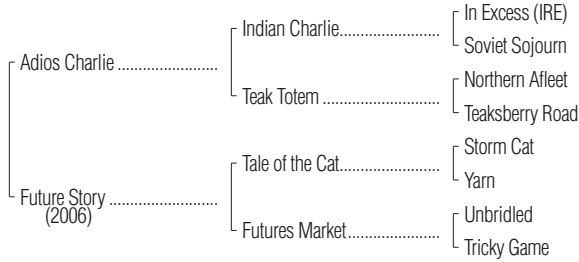 In Excess (IRE)
Indian Charlie......................
Soviet Sojourn
Adios Charlie ........................
Northern Afleet
Teak Totem ..........................
Teaksberry Road
Storm Cat
Tale of the Cat......................
Yarn
Future Story ..........................
(2006)
Unbridled
Futures Market.....................
Tricky Game